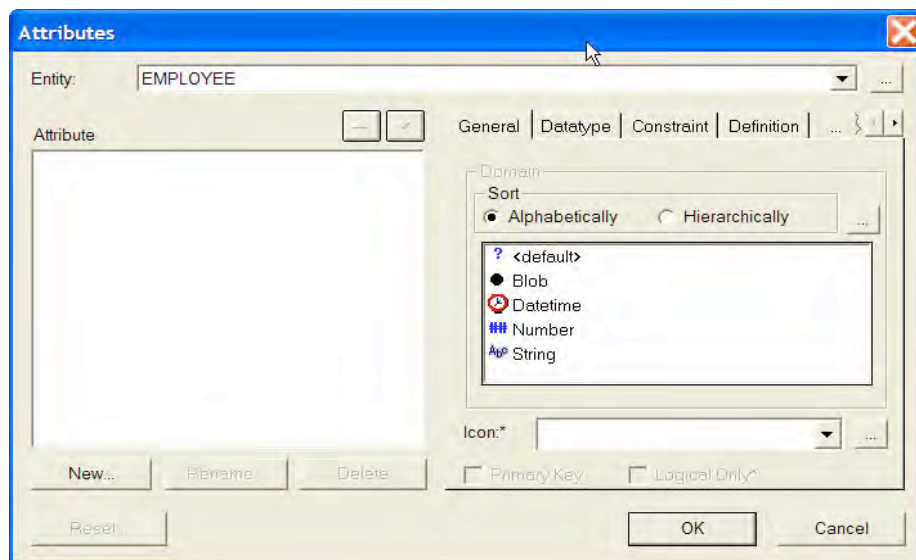 Attributes
Entity: EMPLOYEE ...
Attribute
General Datatype Constraint Definition ...
Domain
Sort
Alphabetically Hierarchically ...
? <default>
Blob
Datetime
## Number
Abc String
Icon:* ...
New... Rename Delete
Primary Key Logical Only*
Reset OK Cancel